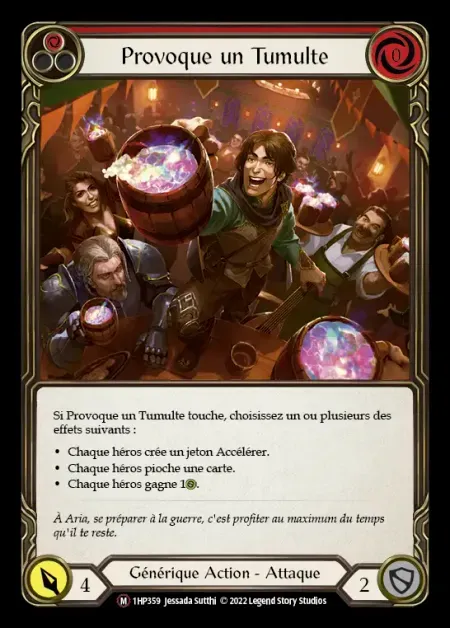 Provoque un Tumulte
0
Si Provoque un Tumulte touche, choisissez un ou plusieurs des
effets suivants :
• Chaque héros crée un jeton Accélérer.
• Chaque héros pioche une carte.
• Chaque héros gagne 1.
À Aria, se préparer à la guerre, c'est profiter au maximum du temps
qu'il te reste.
4
Générique Action - Attaque
2
M 1HP359 Jessada Sutthi © 2022 Legend Story Studios